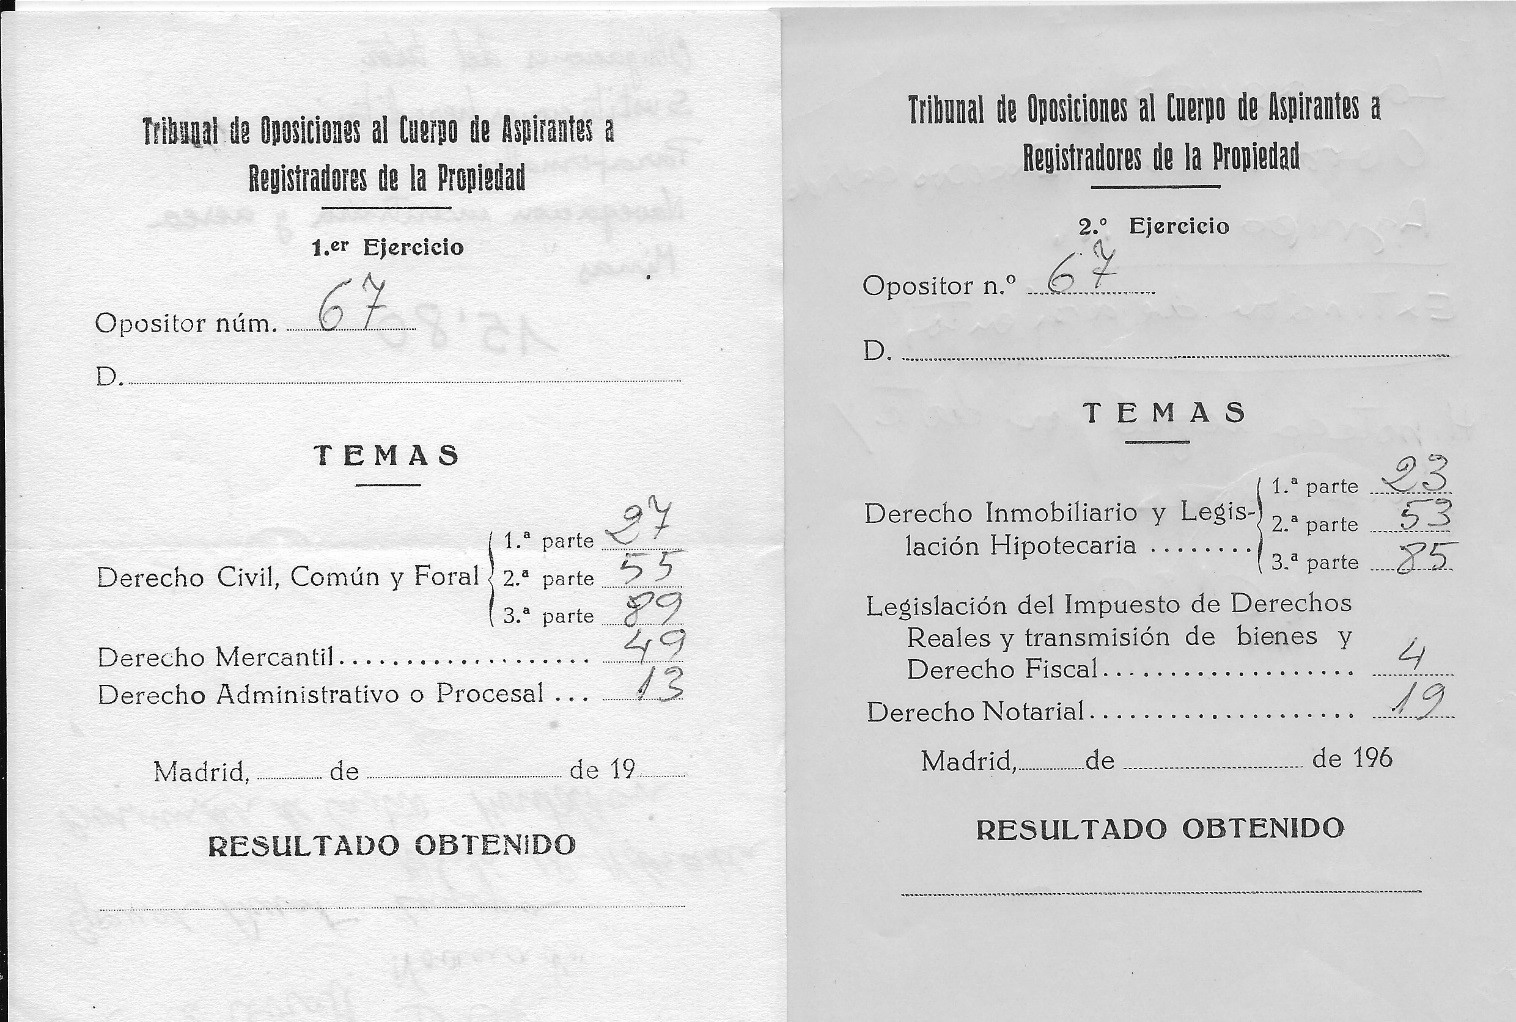 Tribunal de Oposiciones al Cuerpo de Aspirantes a
Registradores de la Propiedad
1.er Ejercicio
Opositor núm. 67
D.
TEMAS
Derecho Civil, Común y Foral
1.ª parte 27
2.ª parte 55
3.ª parte 89
Derecho Mercantil 49
Derecho Administrativo o Procesal 13
Madrid, de de 19
RESULTADO OBTENIDO
Tribunal de Oposiciones al Cuerpo de Aspirantes a
Registradores de la Propiedad
2.º Ejercicio
Opositor n.º 67
D.
TEMAS
Derecho Inmobiliario y Legis-
lación Hipotecaria
1.ª parte 23
2.ª parte 53
3.ª parte 85
Legislación del Impuesto de Derechos
Reales y transmisión de bienes y
Derecho Fiscal 4
Derecho Notarial 19
Madrid, de de 196
RESULTADO OBTENIDO
15'80